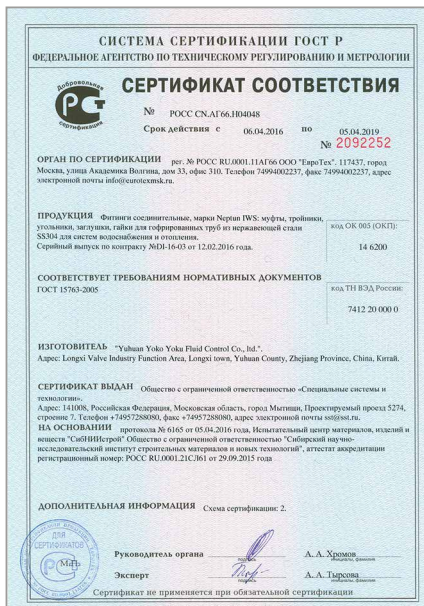 СИСТЕМА СЕРТИФИКАЦИИ ГОСТ Р
ФЕДЕРАЛЬНОЕ АГЕНТСТВО ПО ТЕХНИЧЕСКОМУ РЕГУЛИРОВАНИЮ И МЕТРОЛОГИИ
Добровольная
сертификация
СЕРТИФИКАТ СООТВЕТСТВИЯ
№ РОСС CN.АГ66.Н04048
Срок действия с 06.04.2016 по 05.04.2019
№ 2092252
ОРГАН ПО СЕРТИФИКАЦИИ рег. № РОСС RU.0001.11АГ66 ООО "ЕвроТех". 117437, город
Москва, улица Академика Волгина, дом 33, офис 310. Телефон 74994002237, факс 74994002237, адрес
электронной почты info@eurotexmsk.ru.
ПРОДУКЦИЯ Фитинги соединительные, марки Neptun IWS: муфты, тройники,
угольники, заглушки, гайки для гофрированных труб из нержавеющей стали
SS304 для систем водоснабжения и отопления.
Серийный выпуск по контракту №DI-16-03 от 12.02.2016 года.
код ОК 005 (ОКП):
14 6200
СООТВЕТСТВУЕТ ТРЕБОВАНИЯМ НОРМАТИВНЫХ ДОКУМЕНТОВ
ГОСТ 15763-2005
код ТН ВЭД России:
7412 20 000 0
ИЗГОТОВИТЕЛЬ "Yuhuan Yoko Yoku Fluid Control Co., ltd.".
Адрес: Longxi Valve Industry Function Area, Longxi town, Yuhuan County, Zhejiang Province, China, Китай.
СЕРТИФИКАТ ВЫДАН Общество с ограниченной ответственностью «Специальные системы и
технологии».
Адрес: 141008, Российская Федерация, Московская область, город Мытищи, Проектируемый проезд 5274,
строение 7. Телефон +74957288080, факс +74957288080, адрес электронной почты sst@sst.ru.
НА ОСНОВАНИИ протокола № 6165 от 05.04.2016 года, Испытательный центр материалов, изделий и
веществ "СибНИИстрой" Общество с ограниченной ответственностью "Сибирский научно-
исследовательский институт строительных материалов и новых технологий", аттестат аккредитации
регистрационный номер: РОСС RU.0001.21СЛ61 от 29.09.2015 года
ДОПОЛНИТЕЛЬНАЯ ИНФОРМАЦИЯ Схема сертификации: 2.
ДЛЯ
СЕРТИФИКАТОВ
М.П.
Руководитель органа
подпись
А. А. Хромов
инициалы, фамилия
Эксперт
подпись
А. А. Тырсова
инициалы, фамилия
Сертификат не применяется при обязательной сертификации